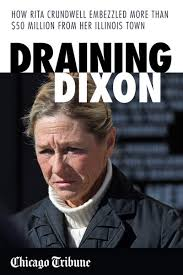 HOW RITA CRUNDWELL EMBEZZLED MORE THAN
$50 MILLION FROM HER ILLINOIS TOWN
DRAINING
DIXON
Chicago Tribune